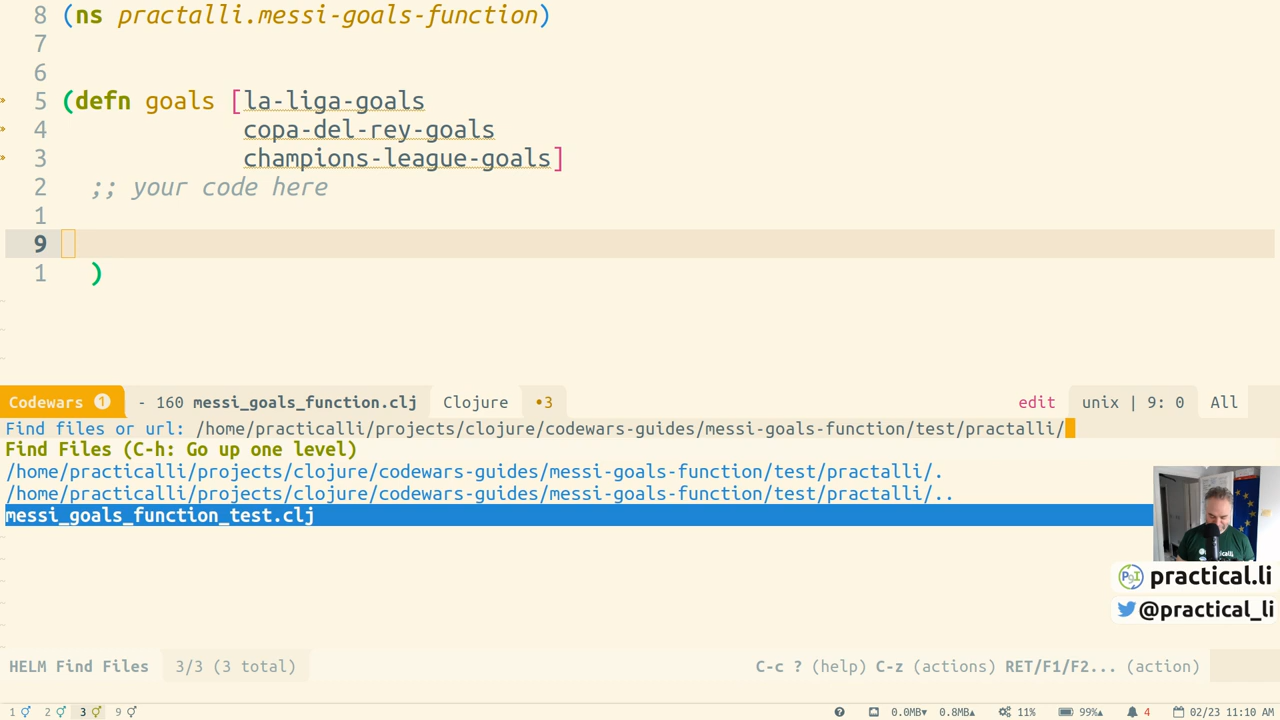 8 (ns practalli.messi-goals-function)
7
6
5 (defn goals [la-liga-goals
4 copa-del-rey-goals
3 champions-league-goals]
2 ;; your code here
1
9
1 )
Codewars 1 - 160 messi_goals_function.clj Clojure •3 edit unix | 9: 0 All
Find files or url: /home/practicalli/projects/clojure/codewars-guides/messi-goals-function/test/practalli/
Find Files (C-h: Go up one level)
/home/practicalli/projects/clojure/codewars-guides/messi-goals-function/test/practalli/.
/home/practicalli/projects/clojure/codewars-guides/messi-goals-function/test/practalli/..
messi_goals_function_test.clj
practical.li
@practical_li
HELM Find Files 3/3 (3 total) C-c ? (help) C-z (actions) RET/F1/F2... (action)
1 2 3 9 0.0MB▾ 0.8MB▴ 11% 99%▴ 4 02/23 11:10 AM